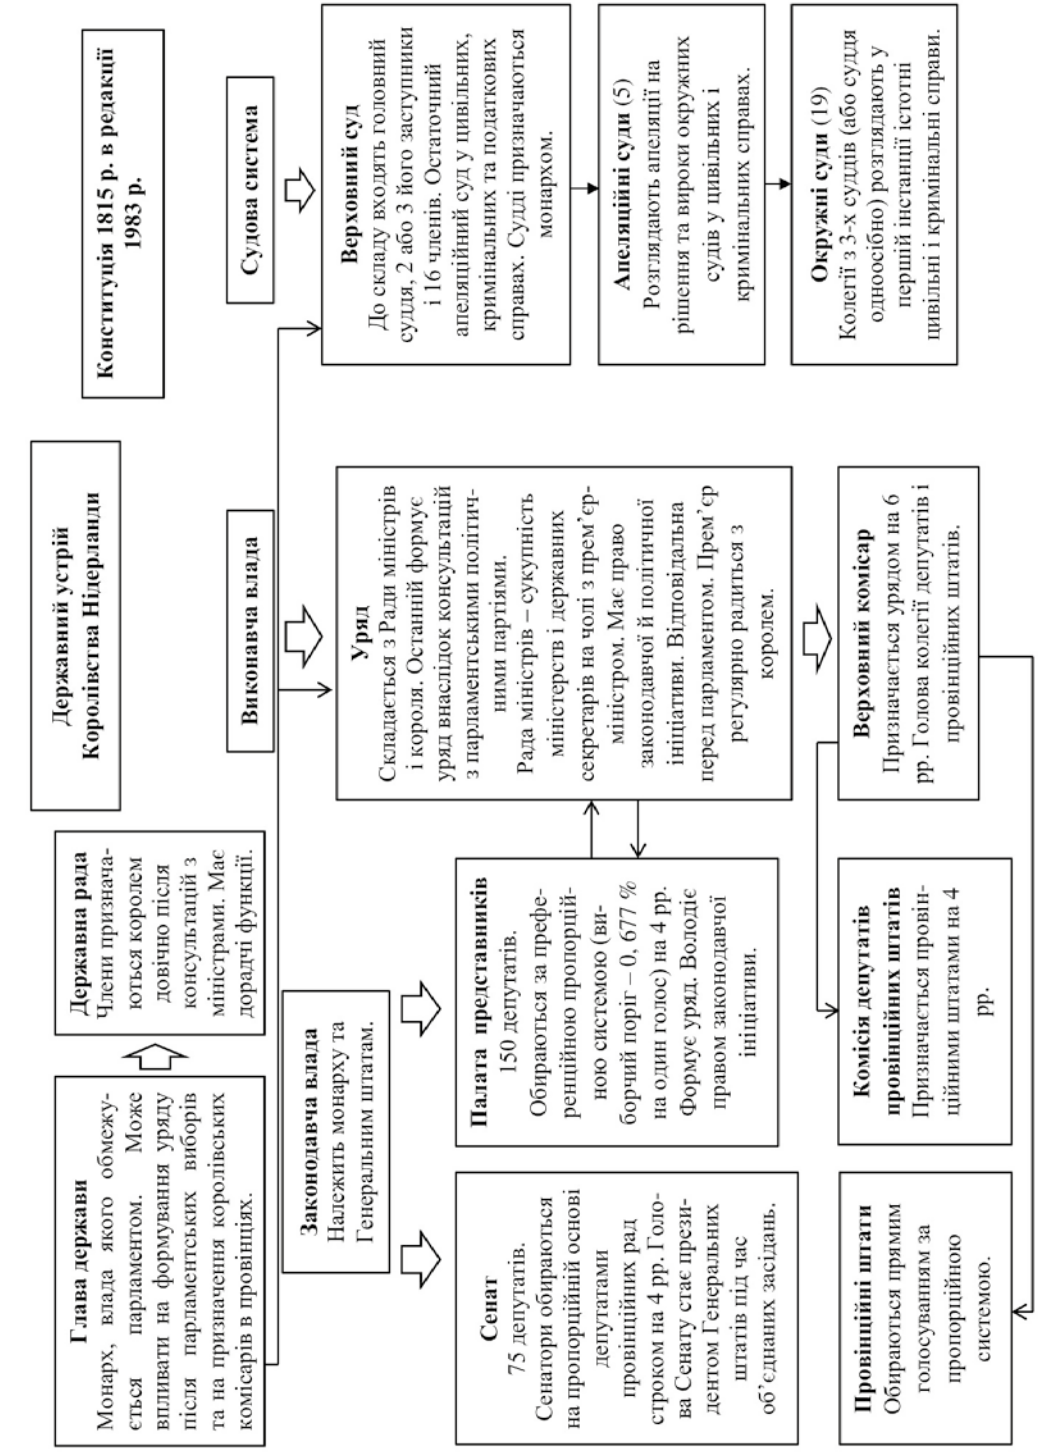 Державний устрій
Королівства Нідерланди
Конституція 1815 р. в редакції
1983 р.
Глава держави
Монарх, влада якого обмежу-
ється парламентом. Може
впливати на формування уряду
після парламентських виборів
та на призначення королівських
комісарів в провінціях.
Державна рада
Члени признача-
ються королем
довічно після
консультацій з
міністрами. Має
дорадчі функції.
Законодавча влада
Належить монарху та
Генеральним штатам.
Виконавча влада
Судова система
Сенат
75 депутатів.
Сенатори обираються
на пропорційній основі
депутатами
провінційних рад
строком на 4 рр. Голо-
ва Сенату стає прези-
дентом Генеральних
штатів під час
об’єднаних засідань.
Палата представників
150 депутатів.
Обираються за префе-
ренційною пропорцій-
ною системою (ви-
борчий поріг – 0, 677 %
на один голос) на 4 рр.
Формує уряд. Володіє
правом законодавчої
ініціативи.
Уряд
Складається з Ради міністрів
і короля. Останній формує
уряд внаслідок консультацій
з парламентськими політич-
ними партіями.
Рада міністрів – сукупність
міністерств і державних
секретарів на чолі з прем’єр-
міністром. Має право
законодавчої й політичної
ініціативи. Відповідальна
перед парламентом. Прем’єр
регулярно радиться з
королем.
Верховний суд
До складу входять головний
суддя, 2 або 3 його заступники
і 16 членів. Остаточний
апеляційний суд у цивільних,
кримінальних та податкових
справах. Судді призначаються
монархом.
Апеляційні суди (5)
Розглядають апеляції на
рішення та вироки окружних
судів у цивільних і
кримінальних справах.
Окружні суди (19)
Колегії з 3-х суддів (або суддя
одноосібно) розглядають у
першій інстанції істотні
цивільні і кримінальні справи.
Провінційні штати
Обираються прямим
голосуванням за
пропорційною
системою.
Комісія депутатів
провінційних штатів
Призначається провін-
ційними штатами на 4
рр.
Верховний комісар
Призначається урядом на 6
рр. Голова колегії депутатів і
провінційних штатів.